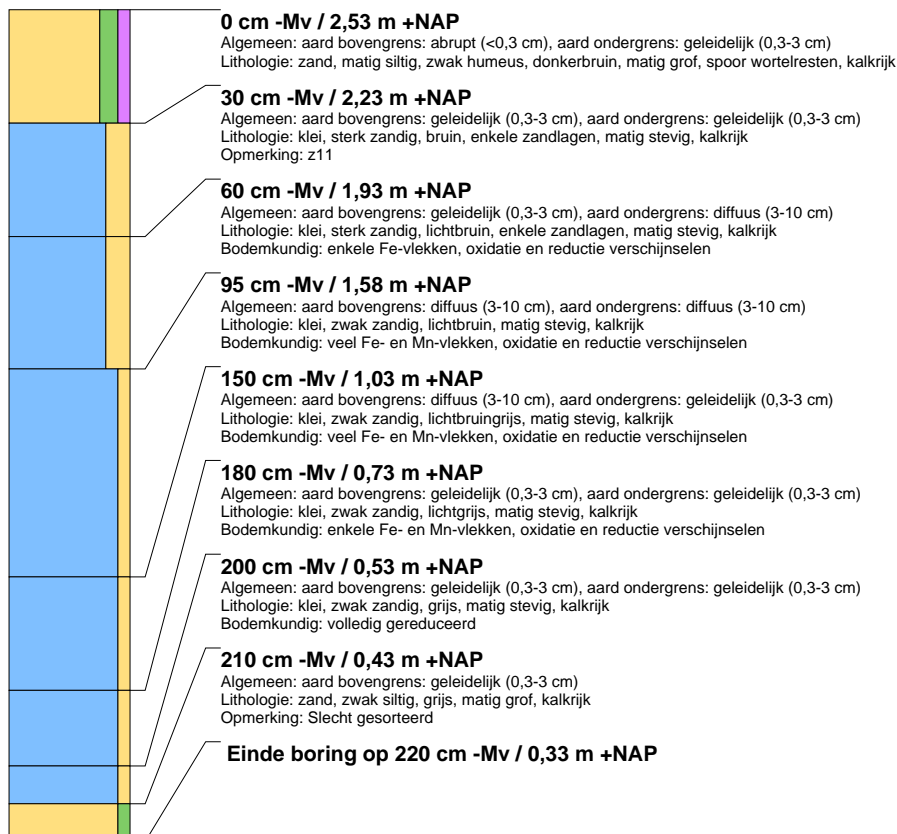 0 cm -Mv / 2,53 m +NAP
Algemeen: aard bovengrens: abrupt (<0,3 cm), aard ondergrens: geleidelijk (0,3-3 cm)
Lithologie: zand, matig siltig, zwak humeus, donkerbruin, matig grof, spoor wortelresten, kalkrijk
30 cm -Mv / 2,23 m +NAP
Algemeen: aard bovengrens: geleidelijk (0,3-3 cm), aard ondergrens: geleidelijk (0,3-3 cm)
Lithologie: klei, sterk zandig, bruin, enkele zandlagen, matig stevig, kalkrijk
Opmerking: z11
60 cm -Mv / 1,93 m +NAP
Algemeen: aard bovengrens: geleidelijk (0,3-3 cm), aard ondergrens: diffuus (3-10 cm)
Lithologie: klei, sterk zandig, lichtbruin, enkele zandlagen, matig stevig, kalkrijk
Bodemkundig: enkele Fe-vlekken, oxidatie en reductie verschijnselen
95 cm -Mv / 1,58 m +NAP
Algemeen: aard bovengrens: diffuus (3-10 cm), aard ondergrens: diffuus (3-10 cm)
Lithologie: klei, zwak zandig, lichtbruin, matig stevig, kalkrijk
Bodemkundig: veel Fe- en Mn-vlekken, oxidatie en reductie verschijnselen
150 cm -Mv / 1,03 m +NAP
Algemeen: aard bovengrens: diffuus (3-10 cm), aard ondergrens: geleidelijk (0,3-3 cm)
Lithologie: klei, zwak zandig, lichtbruingrijs, matig stevig, kalkrijk
Bodemkundig: veel Fe- en Mn-vlekken, oxidatie en reductie verschijnselen
180 cm -Mv / 0,73 m +NAP
Algemeen: aard bovengrens: geleidelijk (0,3-3 cm), aard ondergrens: geleidelijk (0,3-3 cm)
Lithologie: klei, zwak zandig, lichtgrijs, matig stevig, kalkrijk
Bodemkundig: enkele Fe- en Mn-vlekken, oxidatie en reductie verschijnselen
200 cm -Mv / 0,53 m +NAP
Algemeen: aard bovengrens: geleidelijk (0,3-3 cm), aard ondergrens: geleidelijk (0,3-3 cm)
Lithologie: klei, zwak zandig, grijs, matig stevig, kalkrijk
Bodemkundig: volledig gereduceerd
210 cm -Mv / 0,43 m +NAP
Algemeen: aard bovengrens: geleidelijk (0,3-3 cm)
Lithologie: zand, zwak siltig, grijs, matig grof, kalkrijk
Opmerking: Slecht gesorteerd
Einde boring op 220 cm -Mv / 0,33 m +NAP